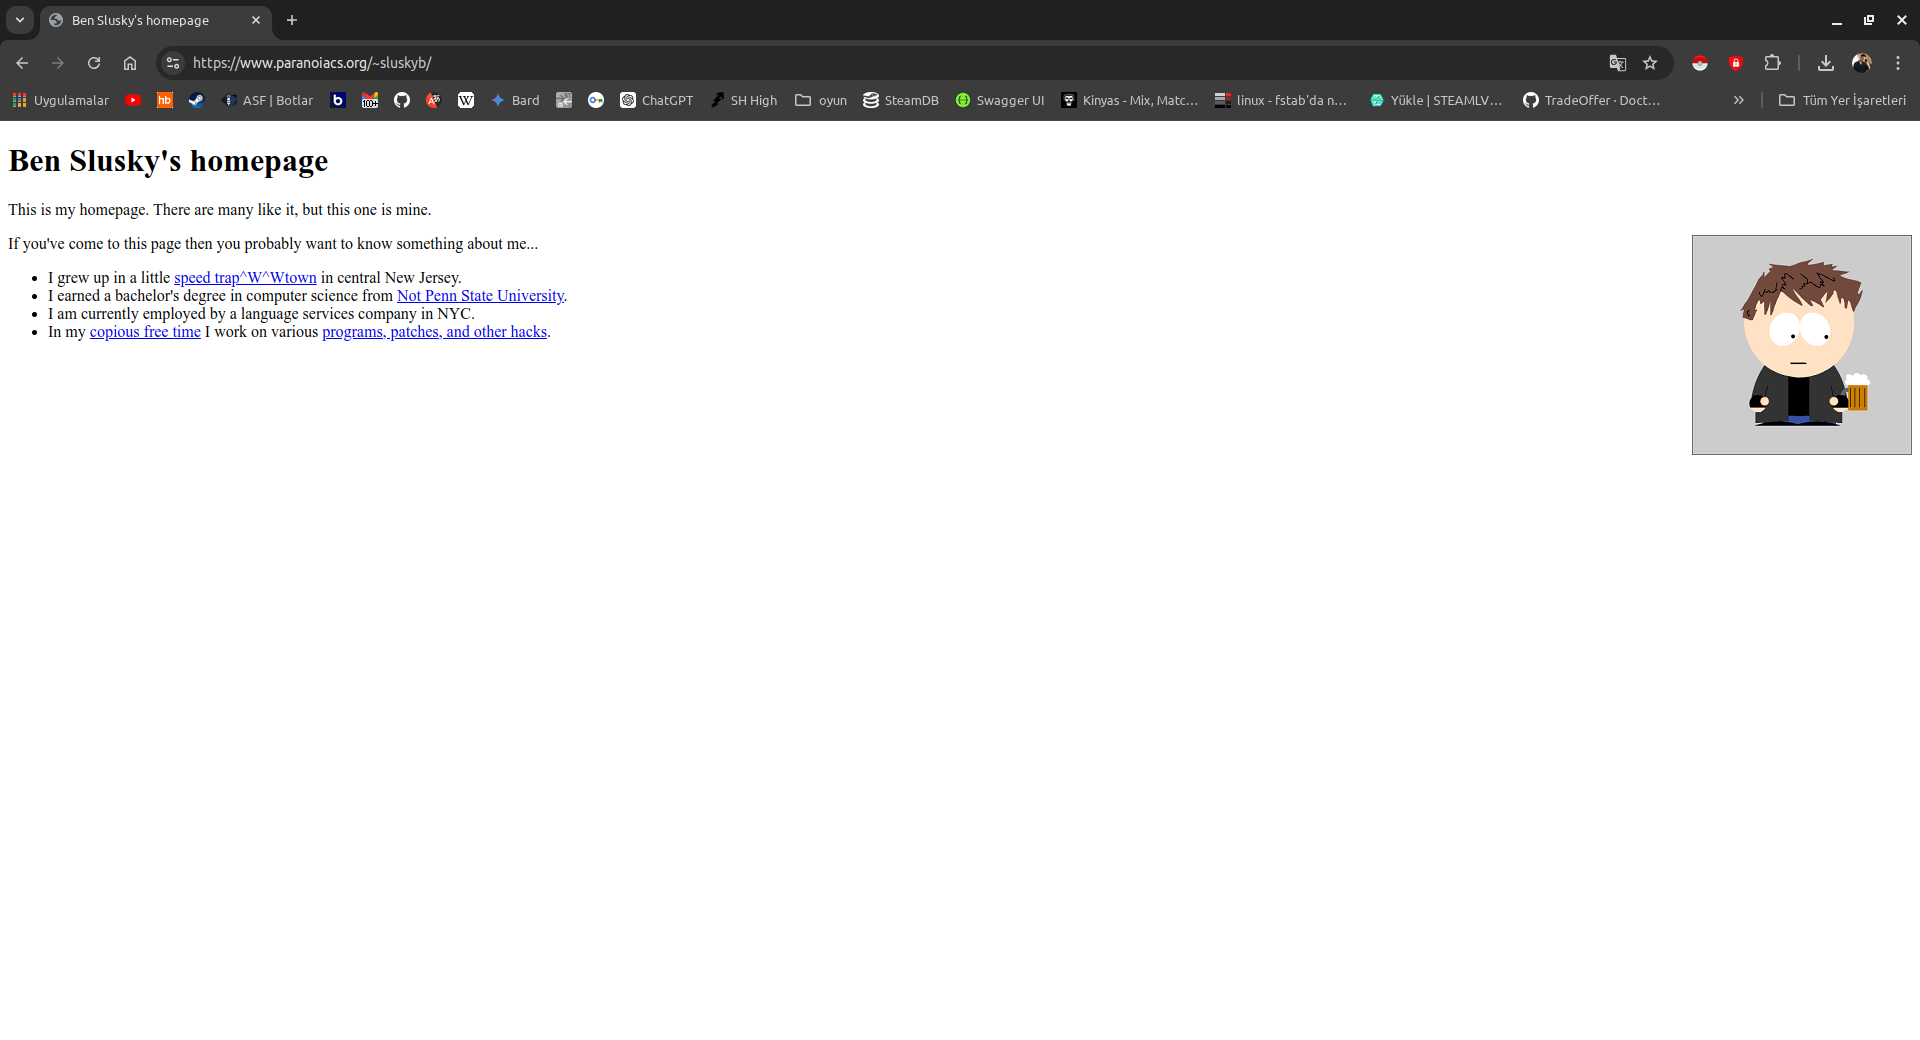 Ben Slusky's homepage
https://www.paranoiacs.org/~sluskyb/
Uygulamalar hb ASF | Botlar b 100+ W Bard ChatGPT SH High oyun SteamDB Swagger UI Kinyas - Mix, Matc... linux - fstab'da n... Yükle | STEAMLV... TradeOffer · Doct... » Tüm Yer İşaretleri
Ben Slusky's homepage
This is my homepage. There are many like it, but this one is mine.
If you've come to this page then you probably want to know something about me...
• I grew up in a little speed trap^W^Wtown in central New Jersey.
• I earned a bachelor's degree in computer science from Not Penn State University.
• I am currently employed by a language services company in NYC.
• In my copious free time I work on various programs, patches, and other hacks.